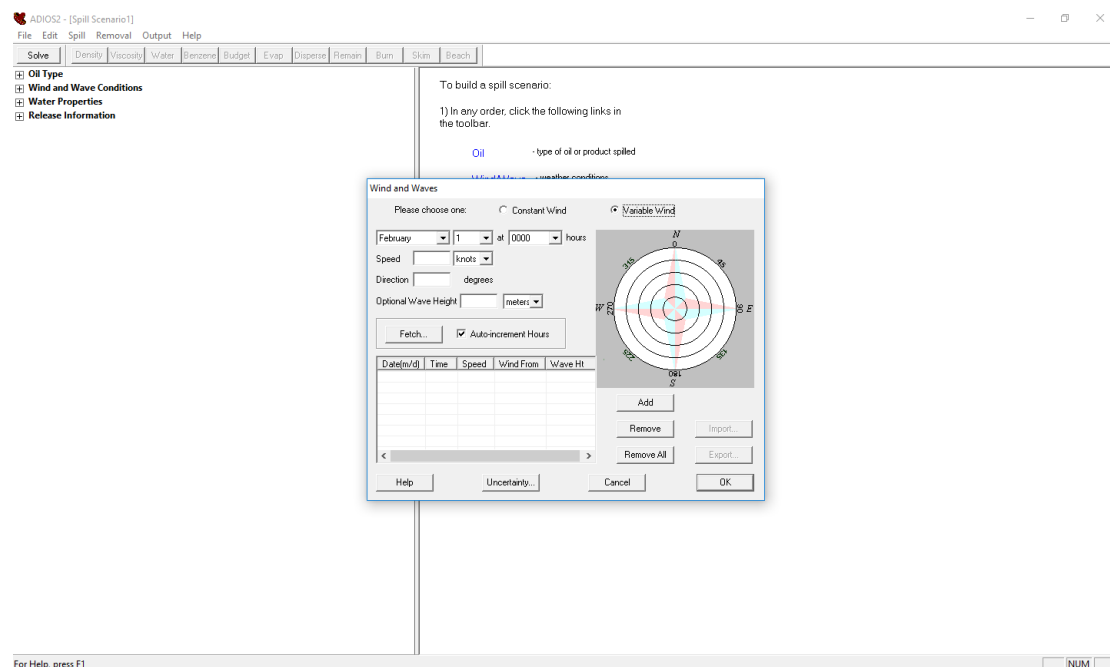 ADIOS2 - [Spill Scenario1]
File Edit Spill Removal Output Help
Solve Density Viscosity Water Benzene Budget Evap Disperse Remain Burn Skim Beach
Oil Type
Wind and Wave Conditions
Water Properties
Release Information
To build a spill scenario:
1) In any order, click the following links in
the toolbar.
Oil - type of oil or product spilled
Wind/Wave - weather conditions
Wind and Waves
Please choose one: Constant Wind Variable Wind
February 1 at 0000 hours
Speed knots
Direction degrees
Optional Wave Height meters
Fetch... Auto-increment Hours
Date(m/d) Time Speed Wind From Wave Ht
N
0
45
90 E
135
180
S
225
W 270
315
Add
Remove Import...
Remove All Export...
Help Uncertainty... Cancel OK
For Help, press F1 NUM